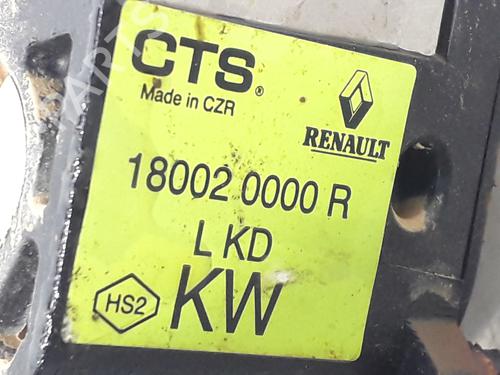 CTS®
Made in CZR
RENAULT
18002 0000 R
L KD
HS2
KW